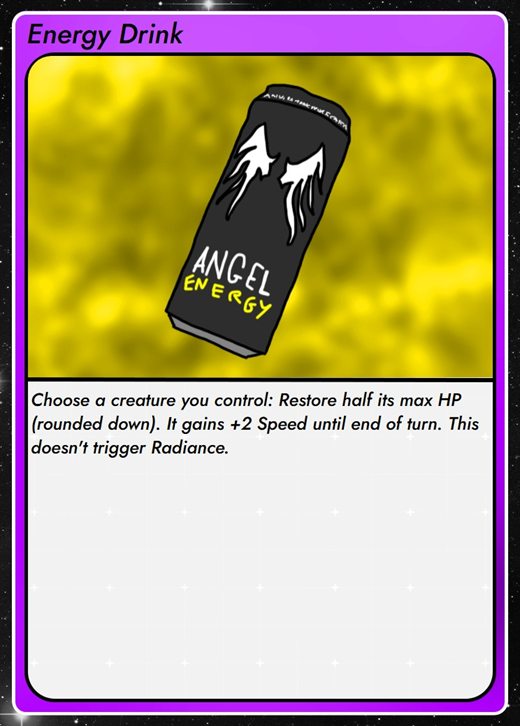 Energy Drink
ANGEL
ENERGY
Choose a creature you control: Restore half its max HP
(rounded down). It gains +2 Speed until end of turn. This
doesn't trigger Radiance.